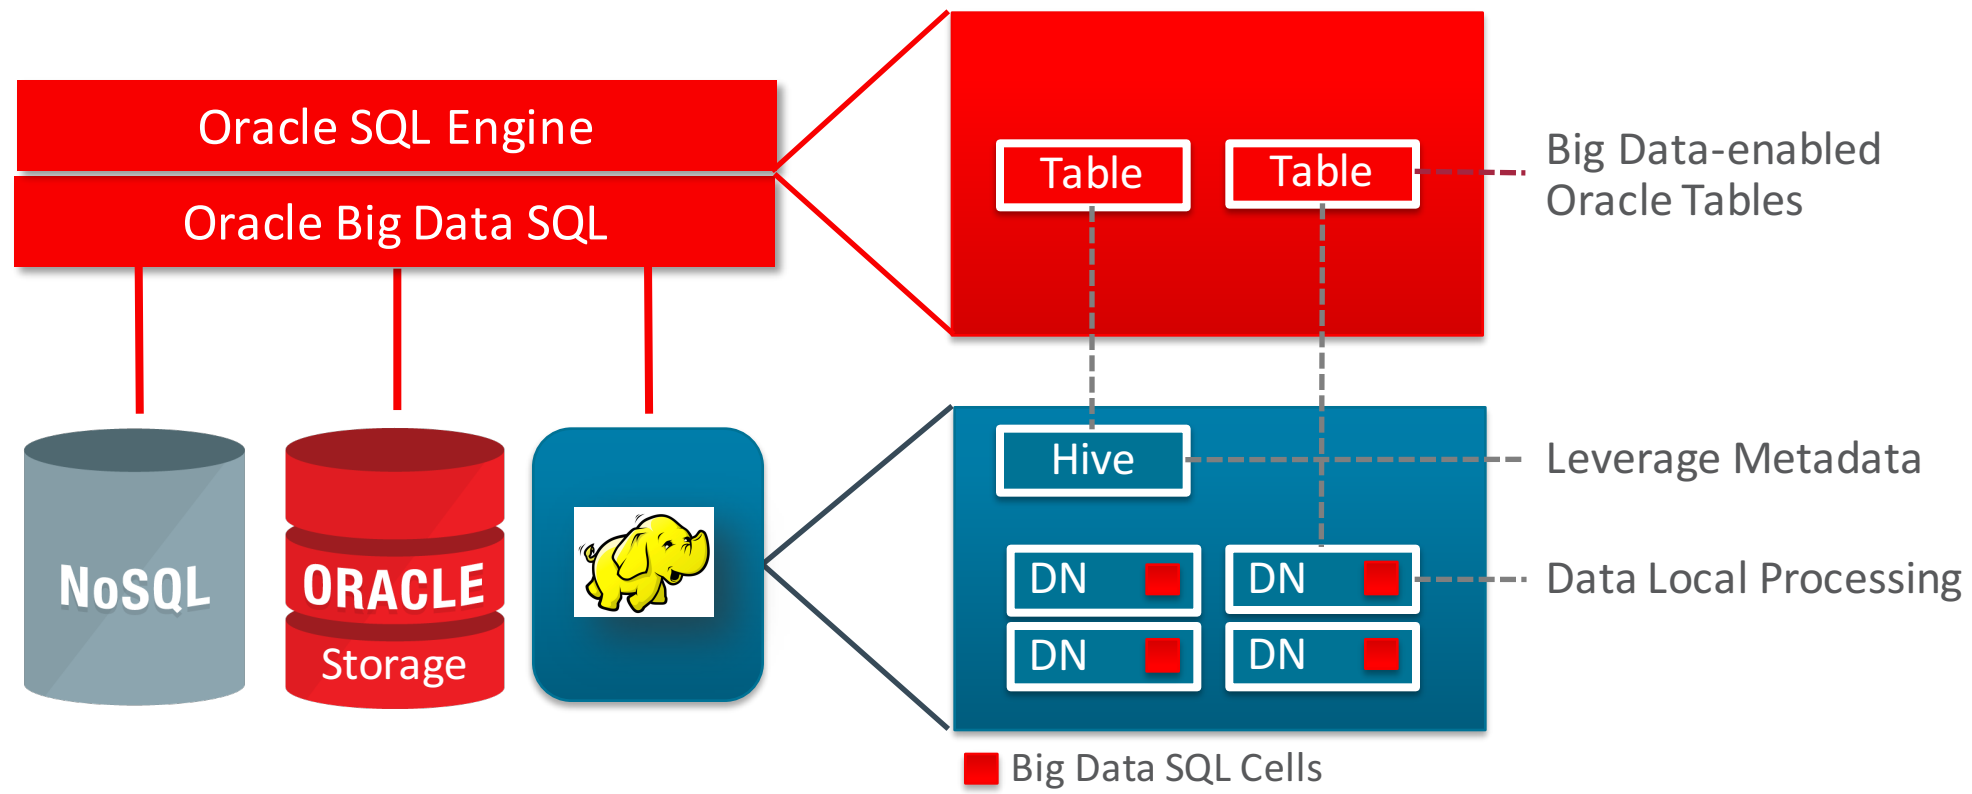 Oracle SQL Engine
Oracle Big Data SQL
NoSQL
ORACLE
Storage
Table
Table
Big Data-enabled
Oracle Tables
Hive
Leverage Metadata
DN
DN
Data Local Processing
DN
DN
Big Data SQL Cells